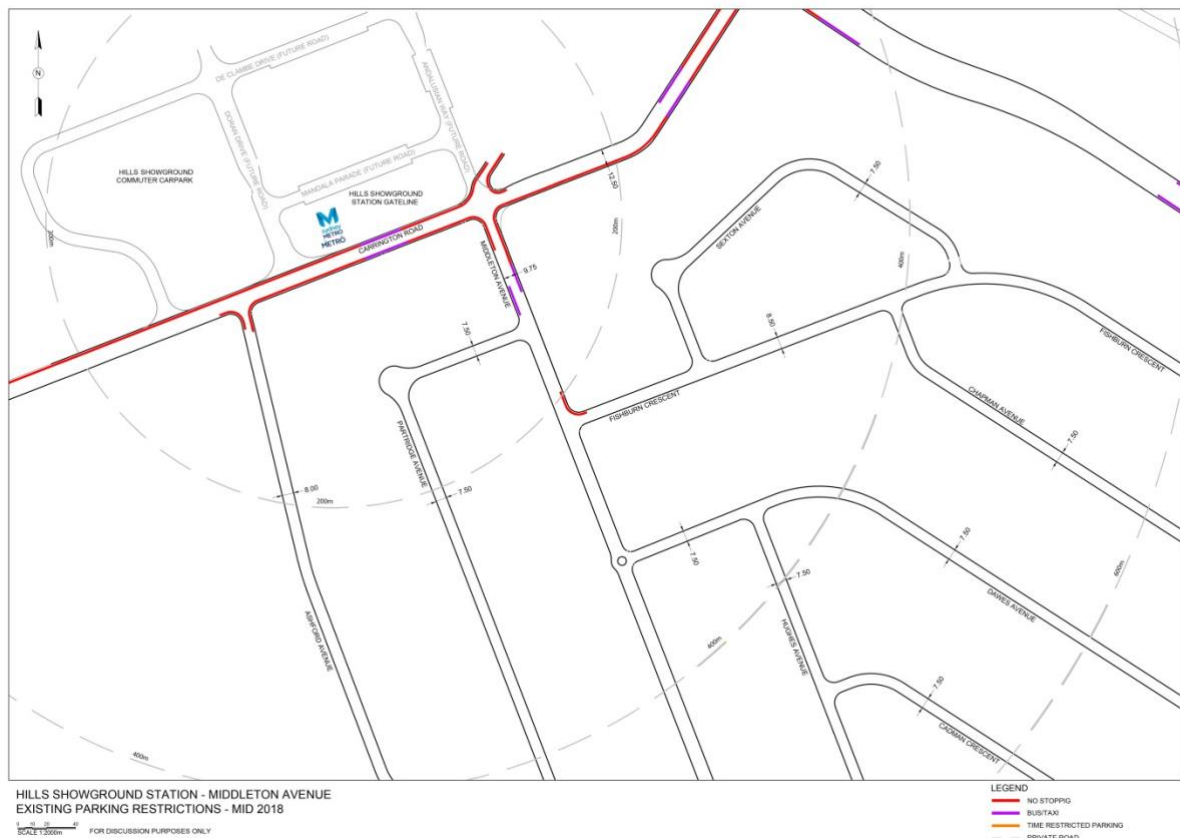 DE CLAMBE DRIVE (FUTURE ROAD)
ANDALUSIAN WAY (FUTURE ROAD)
DORAN DRIVE (FUTURE ROAD)
N
HILLS SHOWGROUND
COMMUTER CARPARK
MANDALA PARADE (FUTURE ROAD)
HILLS SHOWGROUND
STATION GATELINE
M
METRO
CARRINGTON ROAD
12.50
7.50
200m
200m
SEXTON AVENUE
400m
MIDDLETON AVENUE
9.75
7.50
8.50
FISHBURN CRESCENT
FISHBURN CRESCENT
CHAPMAN AVENUE
7.50
PARTRIDGE AVENUE
8.00
200m
7.50
7.50
7.50
7.50
600m
DAWES AVENUE
ASHFORD AVENUE
HUGHES AVENUE
400m
7.50
CADMAN CRESCENT
400m
HILLS SHOWGROUND STATION - MIDDLETON AVENUE
EXISTING PARKING RESTRICTIONS - MID 2018
SCALE 1:2000m
FOR DISCUSSION PURPOSES ONLY
LEGEND
NO STOPPIG
BUS/TAXI
TIME RESTRICTED PARKING
PRIVATE ROAD